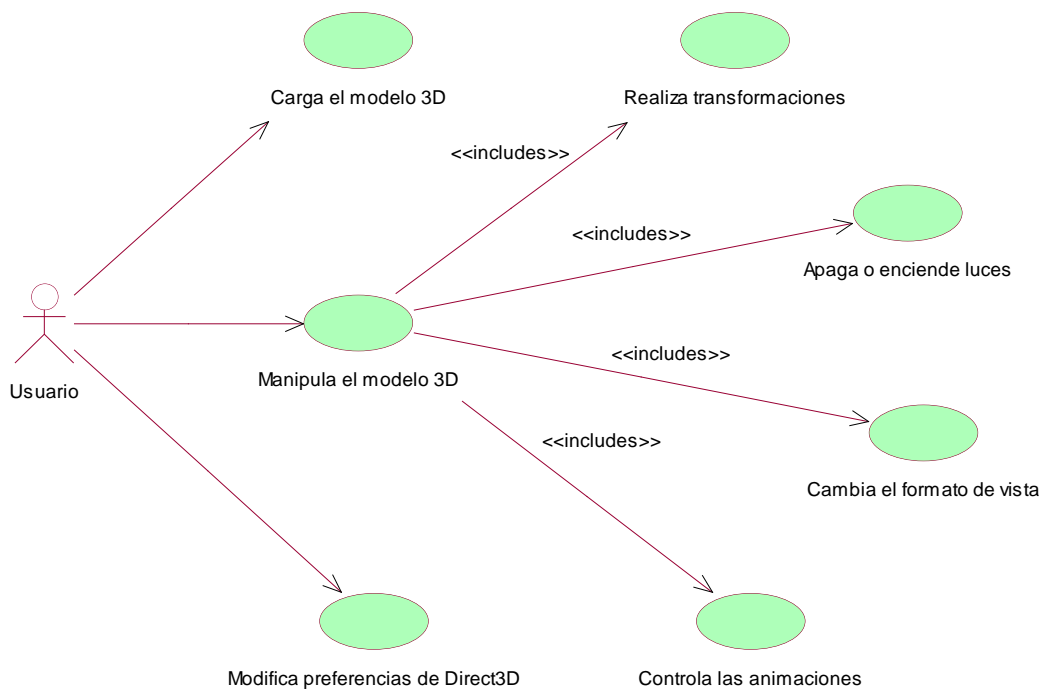 Carga el modelo 3D
Realiza transformaciones
<<includes>>
<<includes>>
Apaga o enciende luces
<<includes>>
Manipula el modelo 3D
Usuario
<<includes>>
Cambia el formato de vista
Modifica preferencias de Direct3D
Controla las animaciones